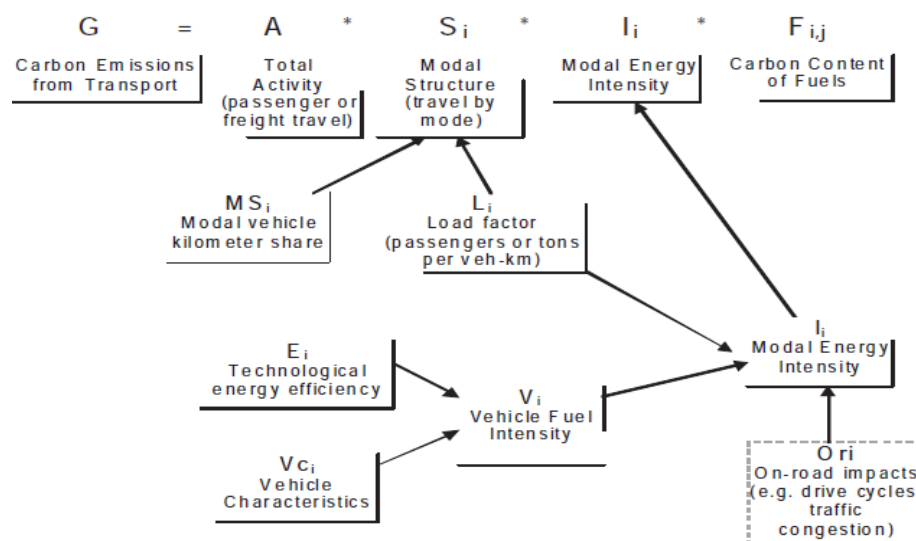 G = A * Si * Ii * Fi,j
Carbon Emissions
from Transport
Total
Activity
(passenger or
freight travel)
Modal
Structure
(travel by
mode)
Modal Energy
Intensity
Carbon Content
of Fuels
MSi
Modal vehicle
kilometer share
Li
Load factor
(passengers or tons
per veh-km)
Ii
Modal Energy
Intensity
Ei
Technological
energy efficiency
Vi
Vehicle Fuel
Intensity
Vci
Vehicle
Characteristics
Ori
On-road impacts
(e.g. drive cycles
traffic
congestion)